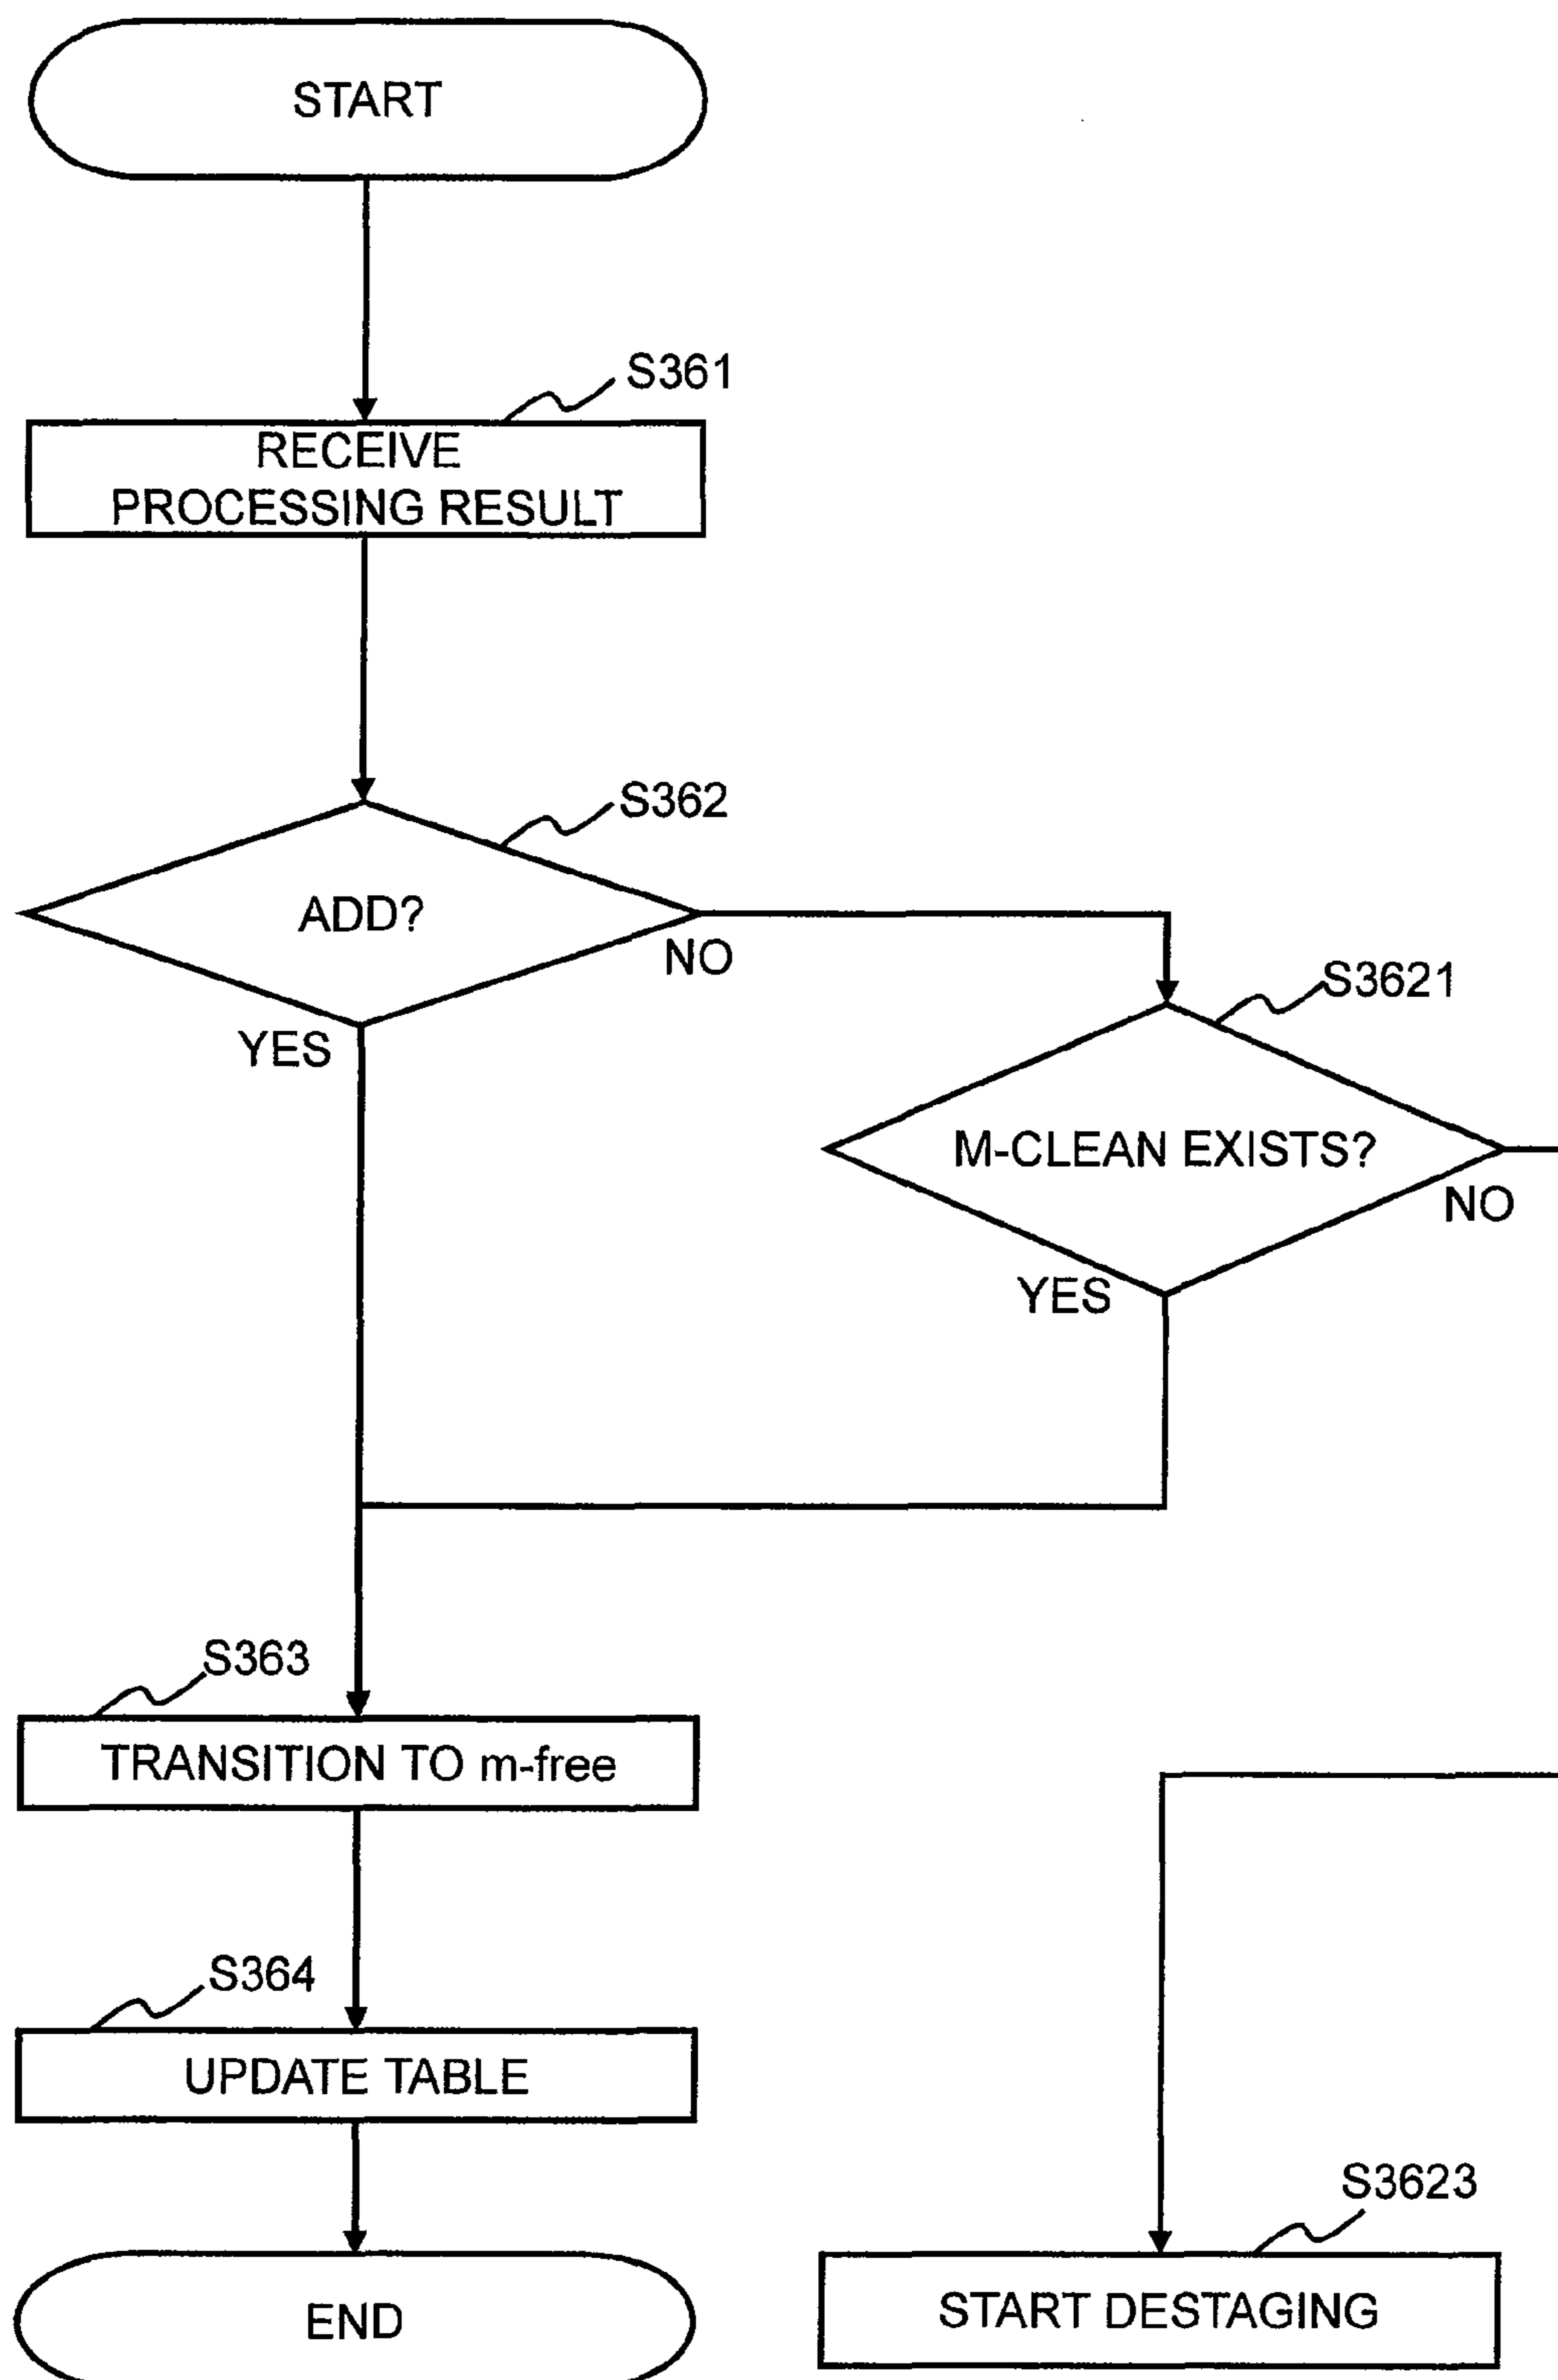 START
S361
RECEIVE
PROCESSING RESULT
S362
ADD?
NO
YES
S3621
M-CLEAN EXISTS?
NO
YES
S363
TRANSITION TO m-free
S364
UPDATE TABLE
S3623
END
START DESTAGING